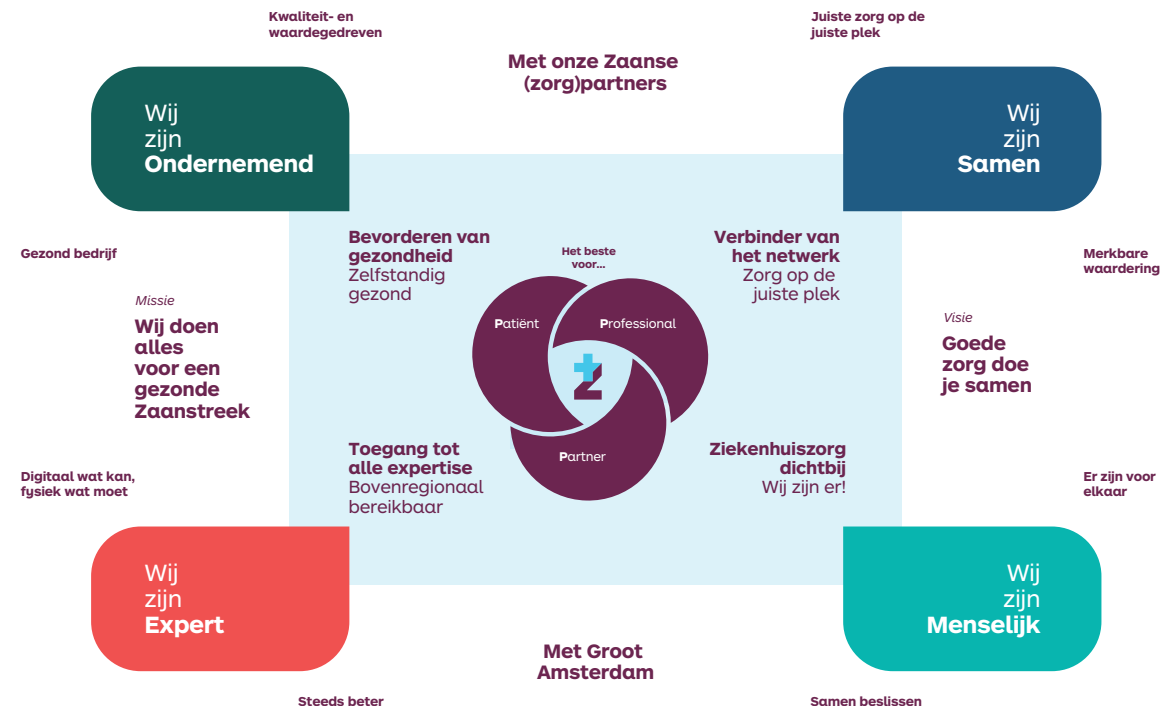 Kwaliteit- en
waardegedreven
Juiste zorg op de
juiste plek
Met onze Zaanse
(zorg)partners
Wij
zijn
Ondernemend
Wij
zijn
Samen
Gezond bedrijf
Bevorderen van
gezondheid
Zelfstandig
gezond
Het beste
voor...
Verbinder van
het netwerk
Zorg op de
juiste plek
Merkbare
waardering
Missie
Wij doen
alles
voor een
gezonde
Zaanstreek
Patiënt
Professional
Partner
Visie
Goede
zorg doe
je samen
Digitaal wat kan,
fysiek wat moet
Toegang tot
alle expertise
Bovenregionaal
bereikbaar
Ziekenhuiszorg
dichtbij
Wij zijn er!
Er zijn voor
elkaar
Wij
zijn
Expert
Wij
zijn
Menselijk
Met Groot
Amsterdam
Steeds beter
Samen beslissen